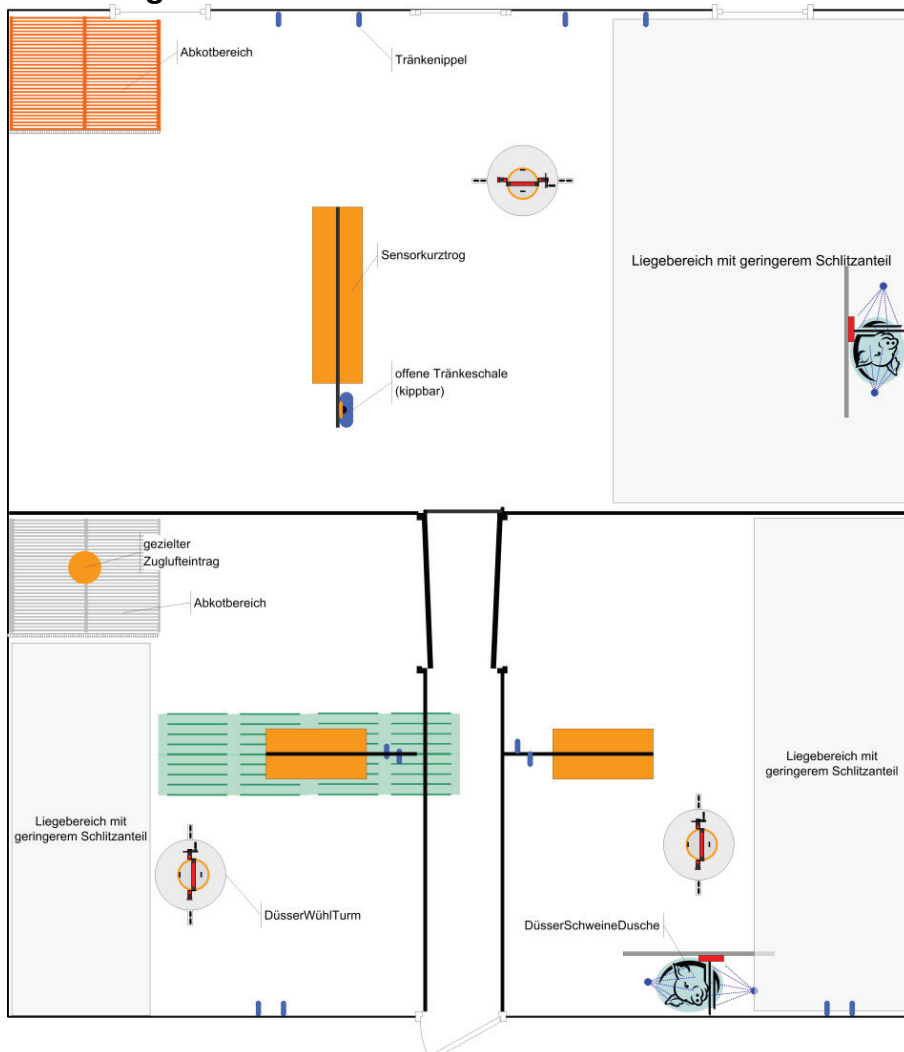 Abkotbereich
Tränkenippel
Sensorkurztrog
Liegebereich mit geringerem Schlitzanteil
offene Tränkeschale
(kippbar)
gezielter
Zuglufteintrag
Abkotbereich
Liegebereich mit
geringerem Schlitzanteil
Liegebereich mit
geringerem Schlitzanteil
DüsserWühlTurm
DüsserSchweineDusche